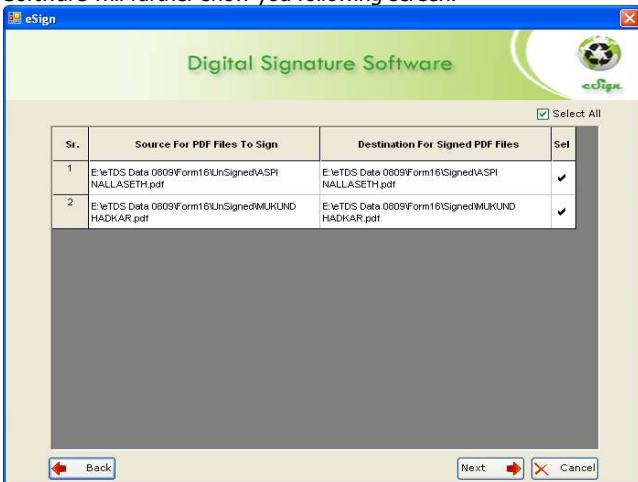 Software will further show you following screen.
eSign
Digital Signature Software
eSign
Select All
Sr.
Source For PDF Files To Sign
Destination For Signed PDF Files
Sel
1
E:\eTDS Data 0809\Form16\UnSigned\ASPI
NALLASETH.pdf
E:\eTDS Data 0809\Form16\Signed\ASPI
NALLASETH.pdf
2
E:\eTDS Data 0809\Form16\UnSigned\MUKUND
HADKAR.pdf
E:\eTDS Data 0809\Form16\Signed\MUKUND
HADKAR.pdf
Back
Next
Cancel